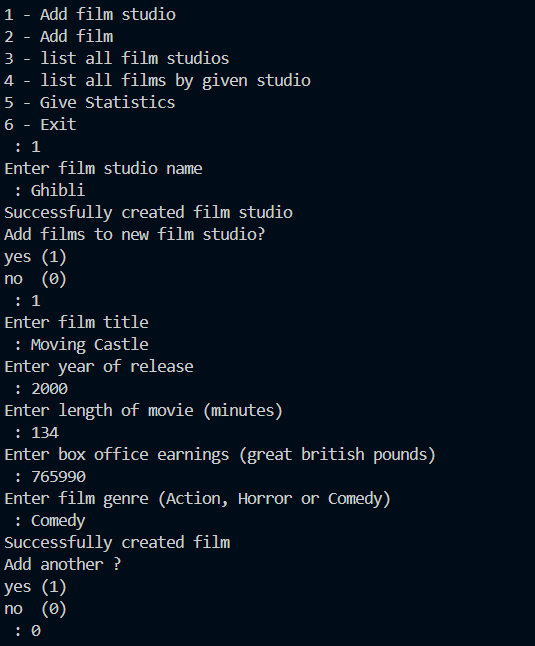 1 - Add film studio
2 - Add film
3 - list all film studios
4 - list all films by given studio
5 - Give Statistics
6 - Exit
 : 1
Enter film studio name
 : Ghibli
Successfully created film studio
Add films to new film studio?
yes (1)
no  (0)
 : 1
Enter film title
 : Moving Castle
Enter year of release
 : 2000
Enter length of movie (minutes)
 : 134
Enter box office earnings (great british pounds)
 : 765990
Enter film genre (Action, Horror or Comedy)
 : Comedy
Successfully created film
Add another ?
yes (1)
no  (0)
 : 0